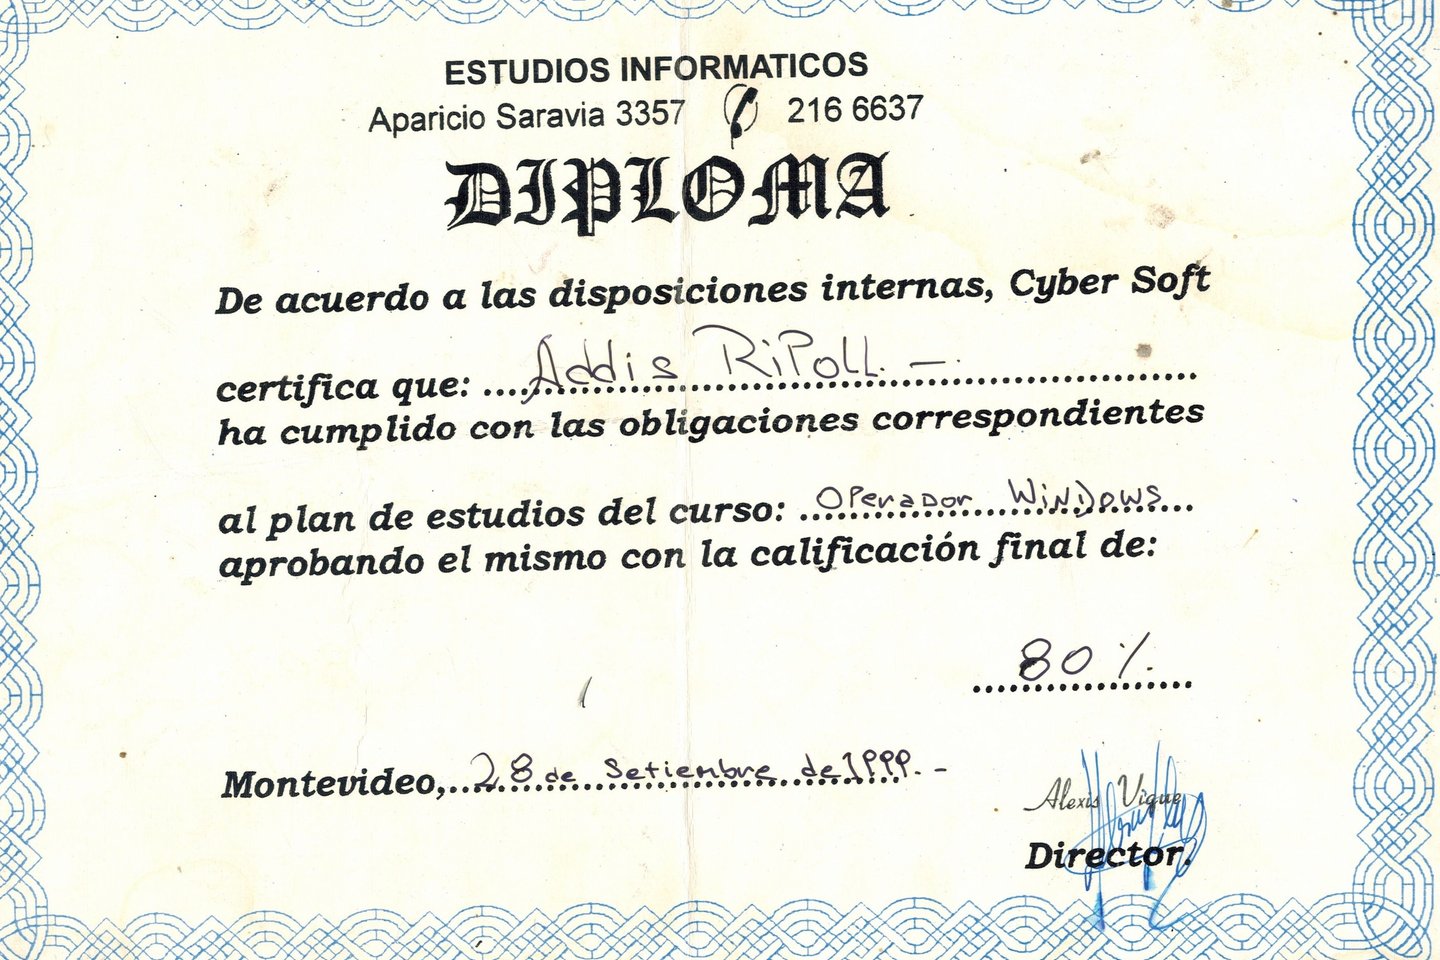 ESTUDIOS INFORMATICOS
Aparicio Saravia 3357 216 6637
DIPLOMA
De acuerdo a las disposiciones internas, Cyber Soft
certifica que: Addis Ripoll. -
ha cumplido con las obligaciones correspondientes
al plan de estudios del curso: Operador Windows
aprobando el mismo con la calificación final de:
80 %
Montevideo, 28 de Setiembre de 1999. -
Alexis Vique
Director.